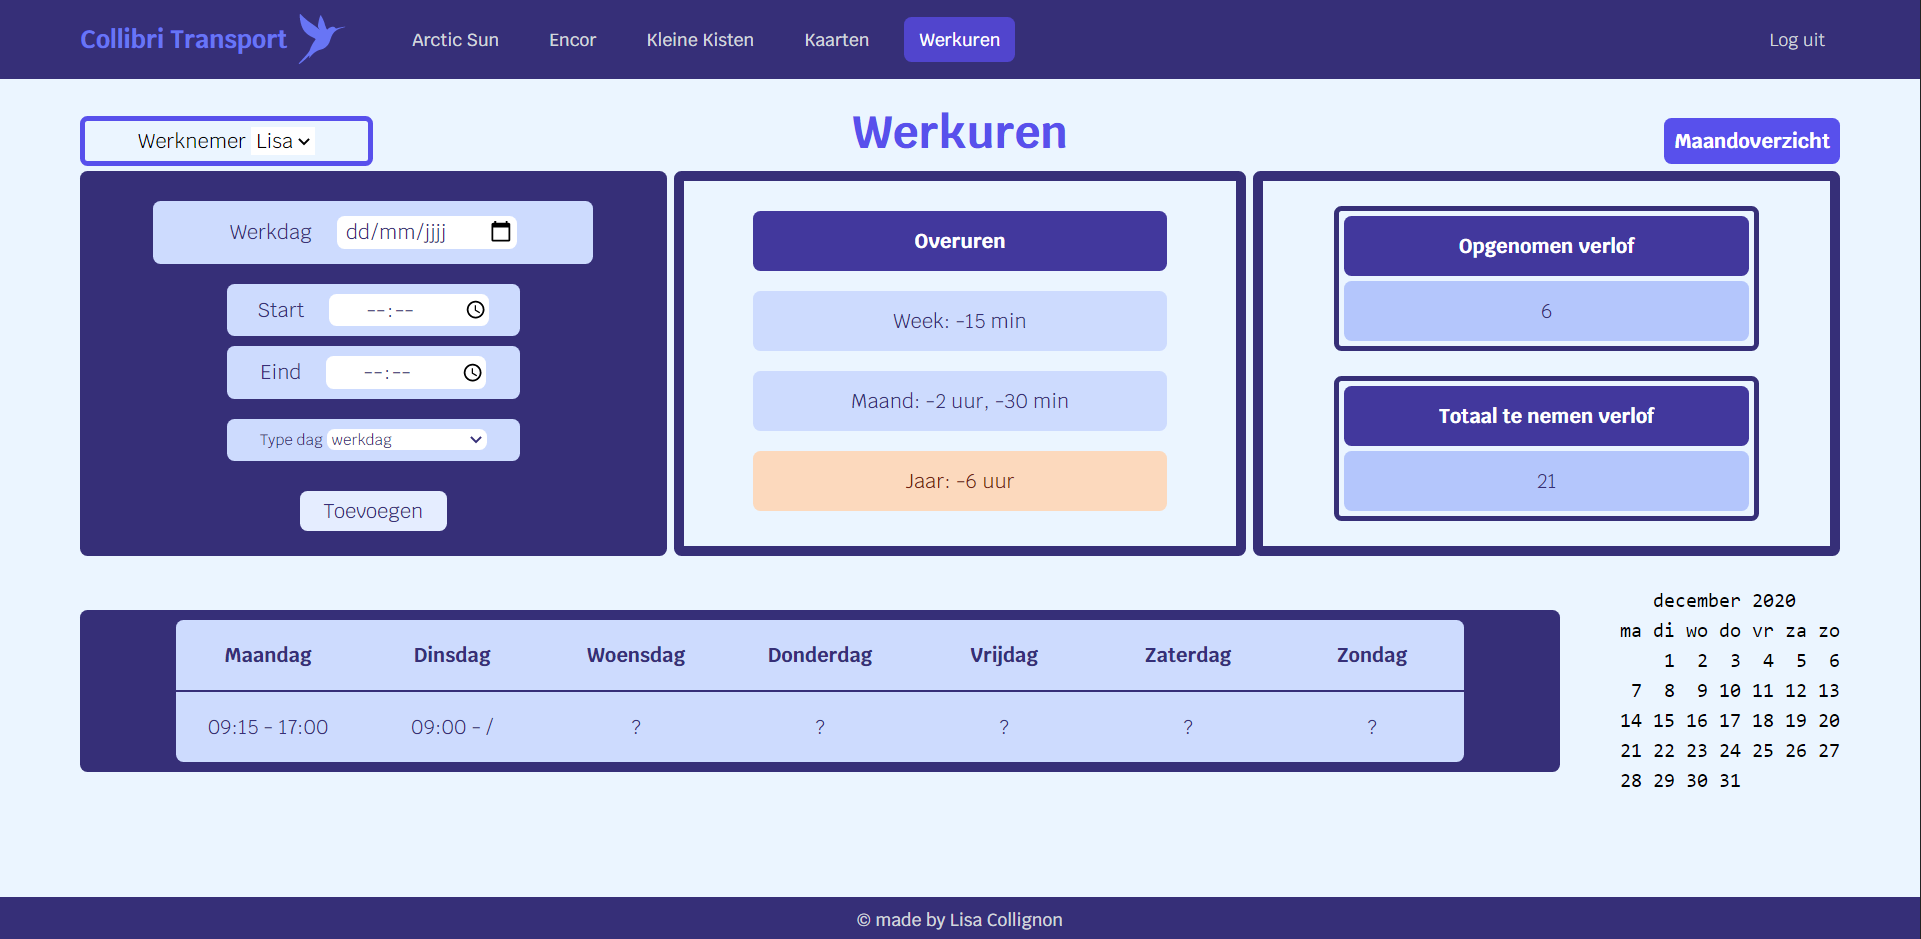 Collibri Transport
Arctic Sun
Encor
Kleine Kisten
Kaarten
Werkuren
Log uit
Werknemer Lisa
Werkuren
Maandoverzicht
Werkdag dd/mm/jjjj
Start --:--
Eind --:--
Type dag werkdag
Toevoegen
Overuren
Week: -15 min
Maand: -2 uur, -30 min
Jaar: -6 uur
Opgenomen verlof
6
Totaal te nemen verlof
21
Maandag Dinsdag Woensdag Donderdag Vrijdag Zaterdag Zondag
09:15 - 17:00 09:00 - / ? ? ? ? ?
december 2020
ma di wo do vr za zo
1 2 3 4 5 6
7 8 9 10 11 12 13
14 15 16 17 18 19 20
21 22 23 24 25 26 27
28 29 30 31
© made by Lisa Collignon